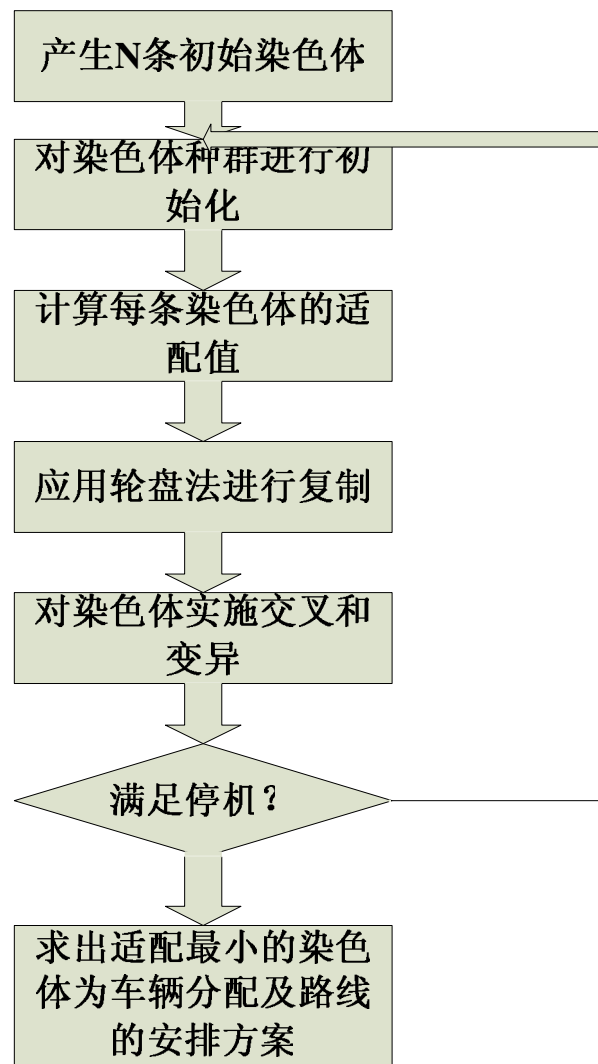 产生N条初始染色体
对染色体种群进行初
始化
计算每条染色体的适
配值
应用轮盘法进行复制
对染色体实施交叉和
变异
满足停机？
求出适配最小的染色
体为车辆分配及路线
的安排方案